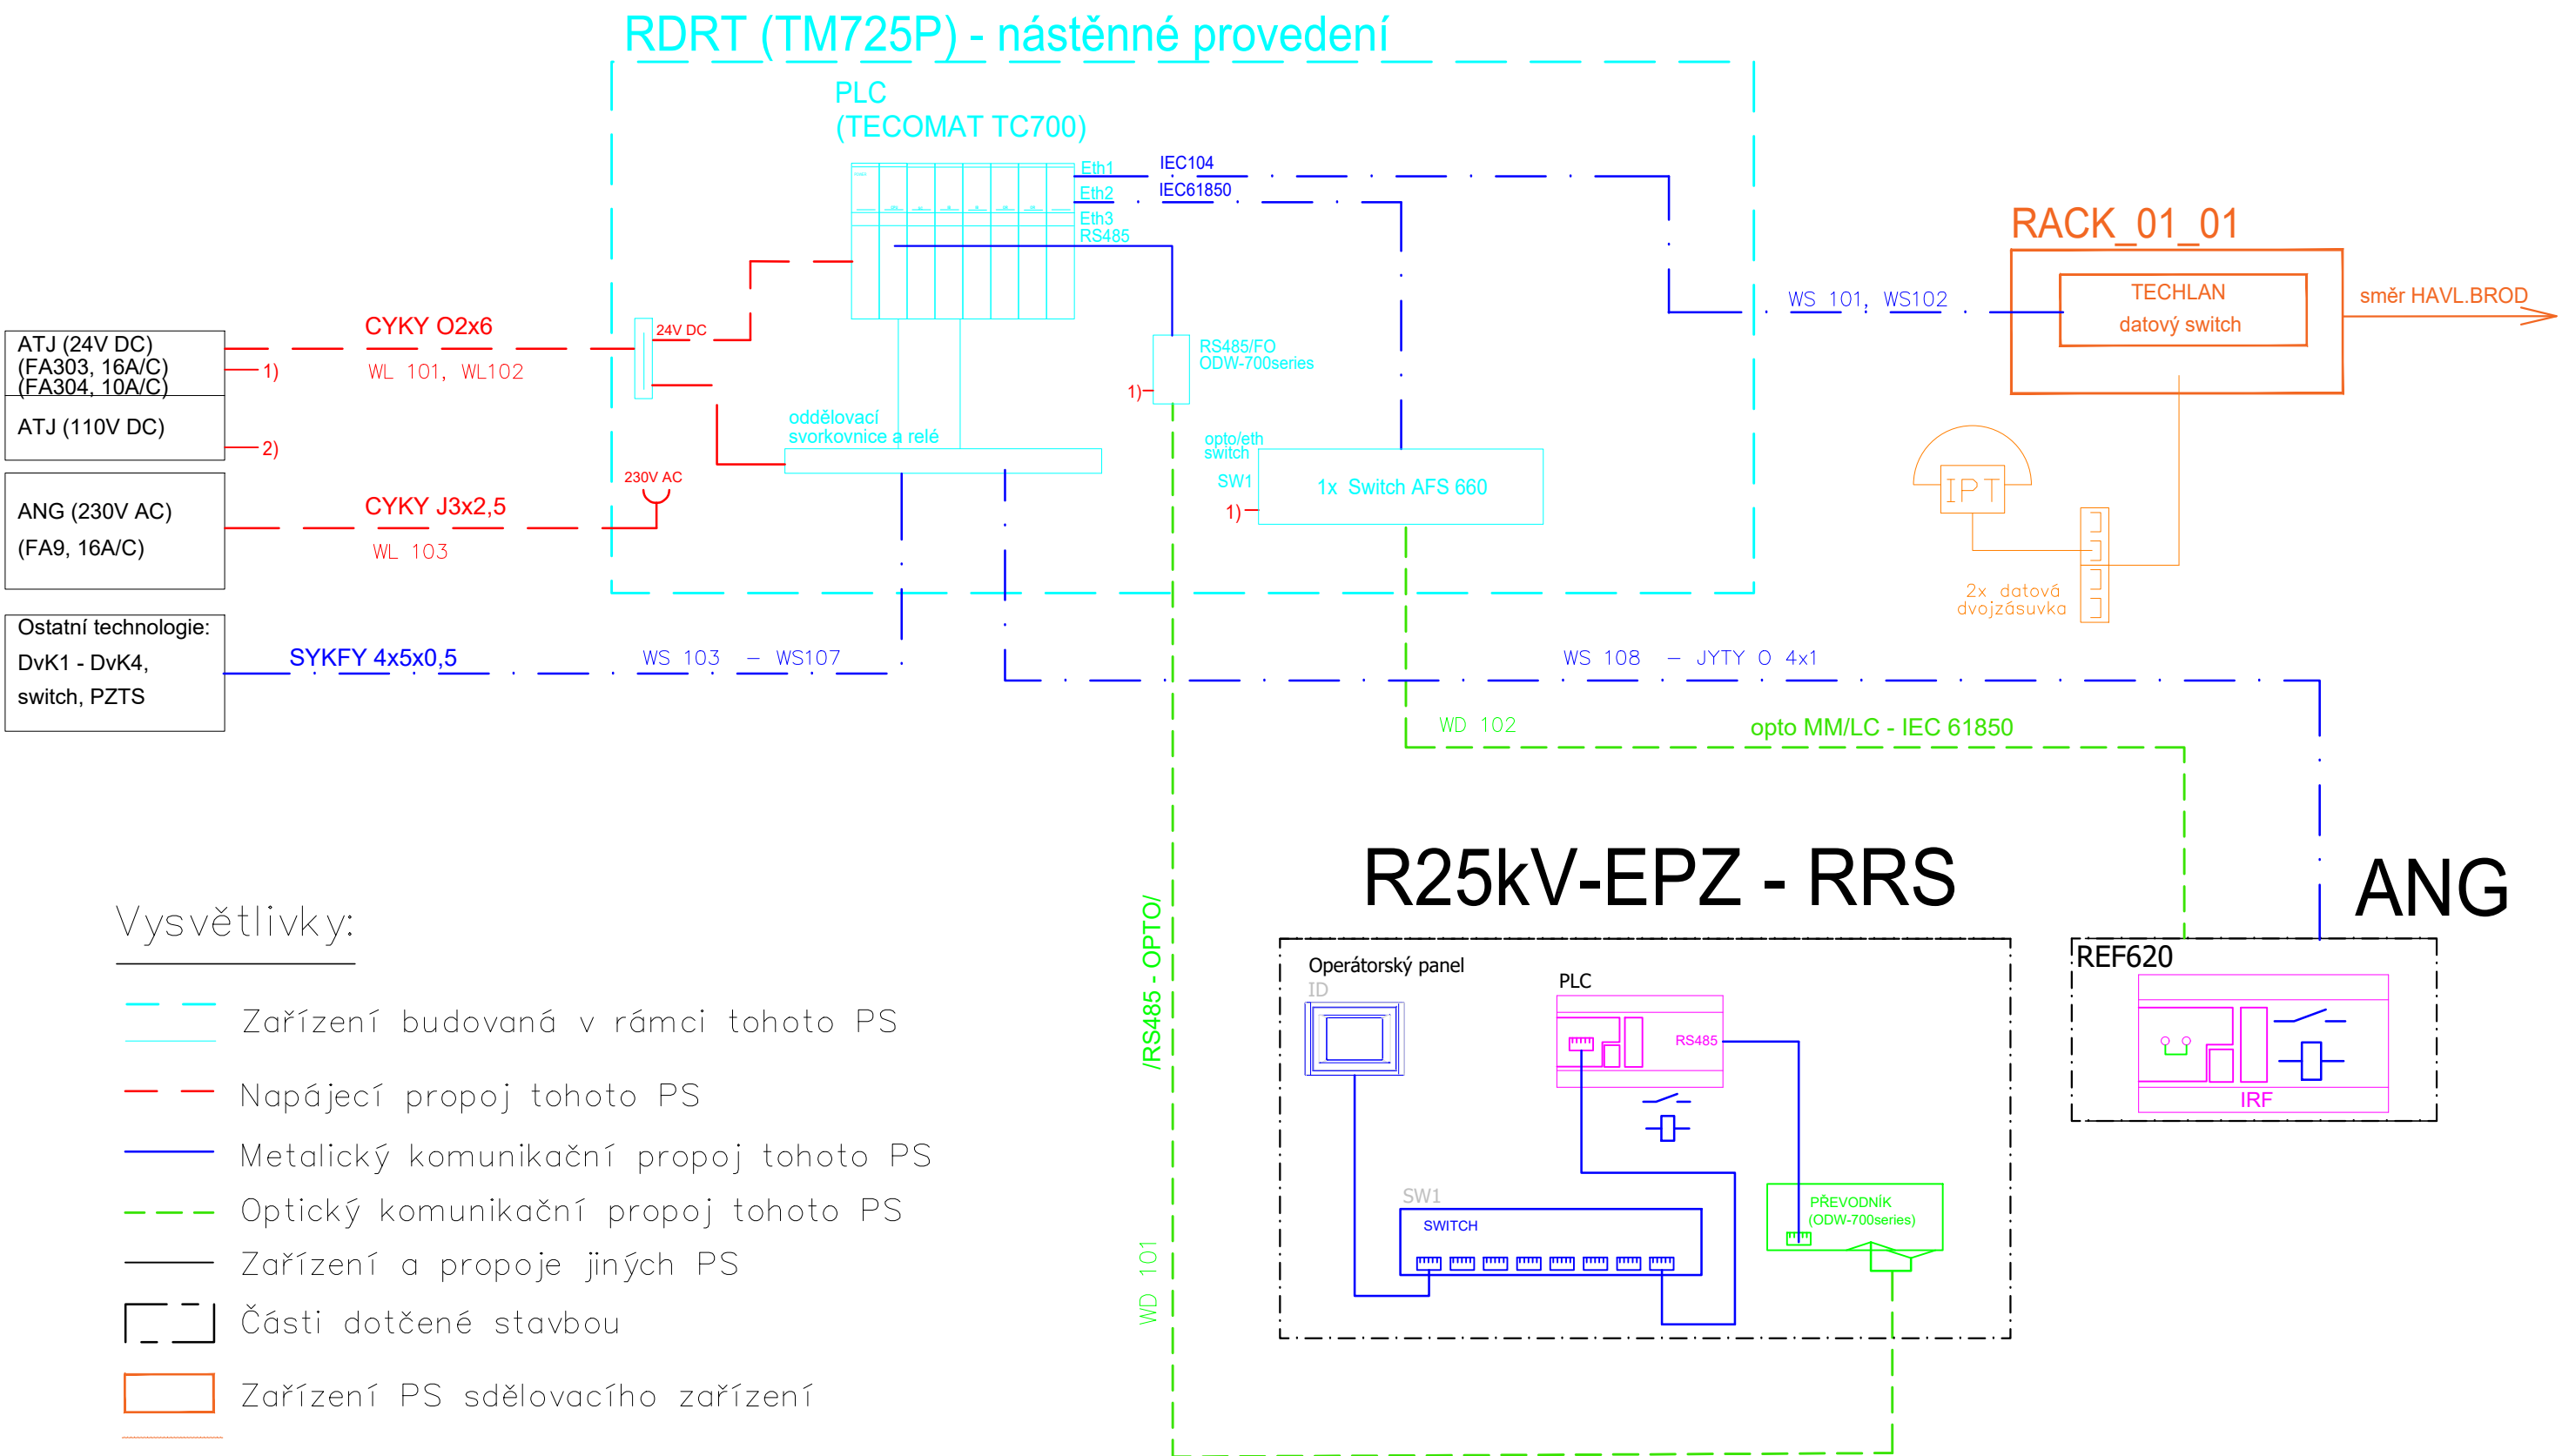 RDRT (TM725P) - nástěnné provedení
PLC
(TECOMAT TC700)
Eth1
Eth2
Eth3
RS485
IEC104
IEC61850
RACK_01_01
TECHLAN
datový switch
směr HAVL.BROD
WS 101, WS102
ATJ (24V DC)
(FA303, 16A/C)
(FA304, 10A/C)
1)
ATJ (110V DC)
2)
CYKY O2x6
WL 101, WL102
24V DC
RS485/FO
ODW-700series
1)
oddělovací
svorkovnice a relé
opto/eth
switch
SW1
1)
1x Switch AFS 660
ANG (230V AC)
(FA9, 16A/C)
CYKY J3x2,5
WL 103
230V AC
IPT
2x datová
dvojzásuvka
Ostatní technologie:
DvK1 - DvK4,
switch, PZTS
SYKFY 4x5x0,5
WS 103 - WS107
WS 108 - JYTY O 4x1
WD 102
opto MM/LC - IEC 61850
/RS485 - OPTO/
WD 101
R25kV-EPZ - RRS
Operátorský panel
ID
PLC
RS485
SW1
SWITCH
PŘEVODNÍK
(ODW-700series)
ANG
REF620
IRF
Vysvětlivky:
Zařízení budovaná v rámci tohoto PS
Napájecí propoj tohoto PS
Metalický komunikační propoj tohoto PS
Optický komunikační propoj tohoto PS
Zařízení a propoje jiných PS
Části dotčené stavbou
Zařízení PS sdělovacího zařízení